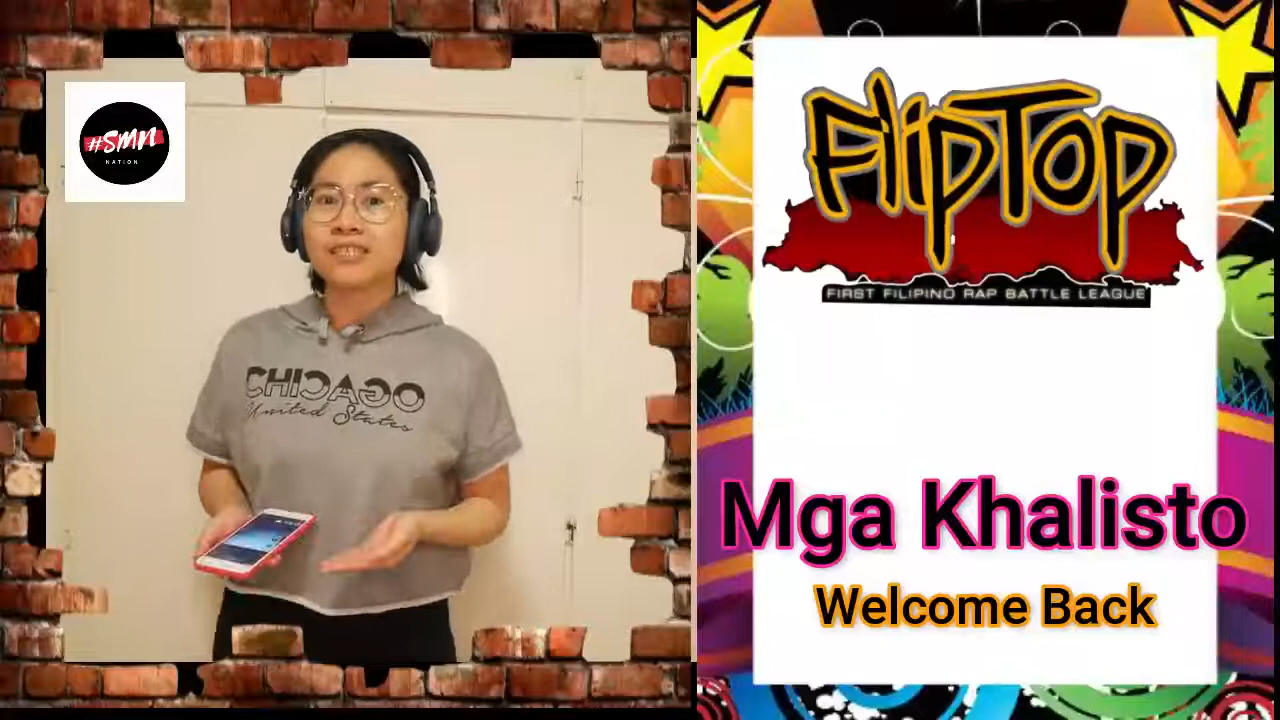 #SMN
NATION
CHICAGO
United States
FlipTop
FIRST FILIPINO RAP BATTLE LEAGUE
Mga Khalisto
Welcome Back